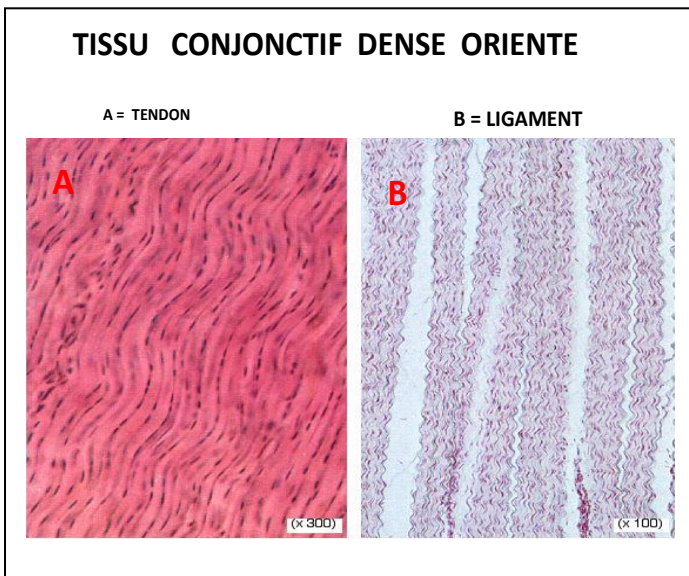 TISSU CONJONCTIF DENSE ORIENTE
A = TENDON
B = LIGAMENT
A
B
(x 300)
(x 100)